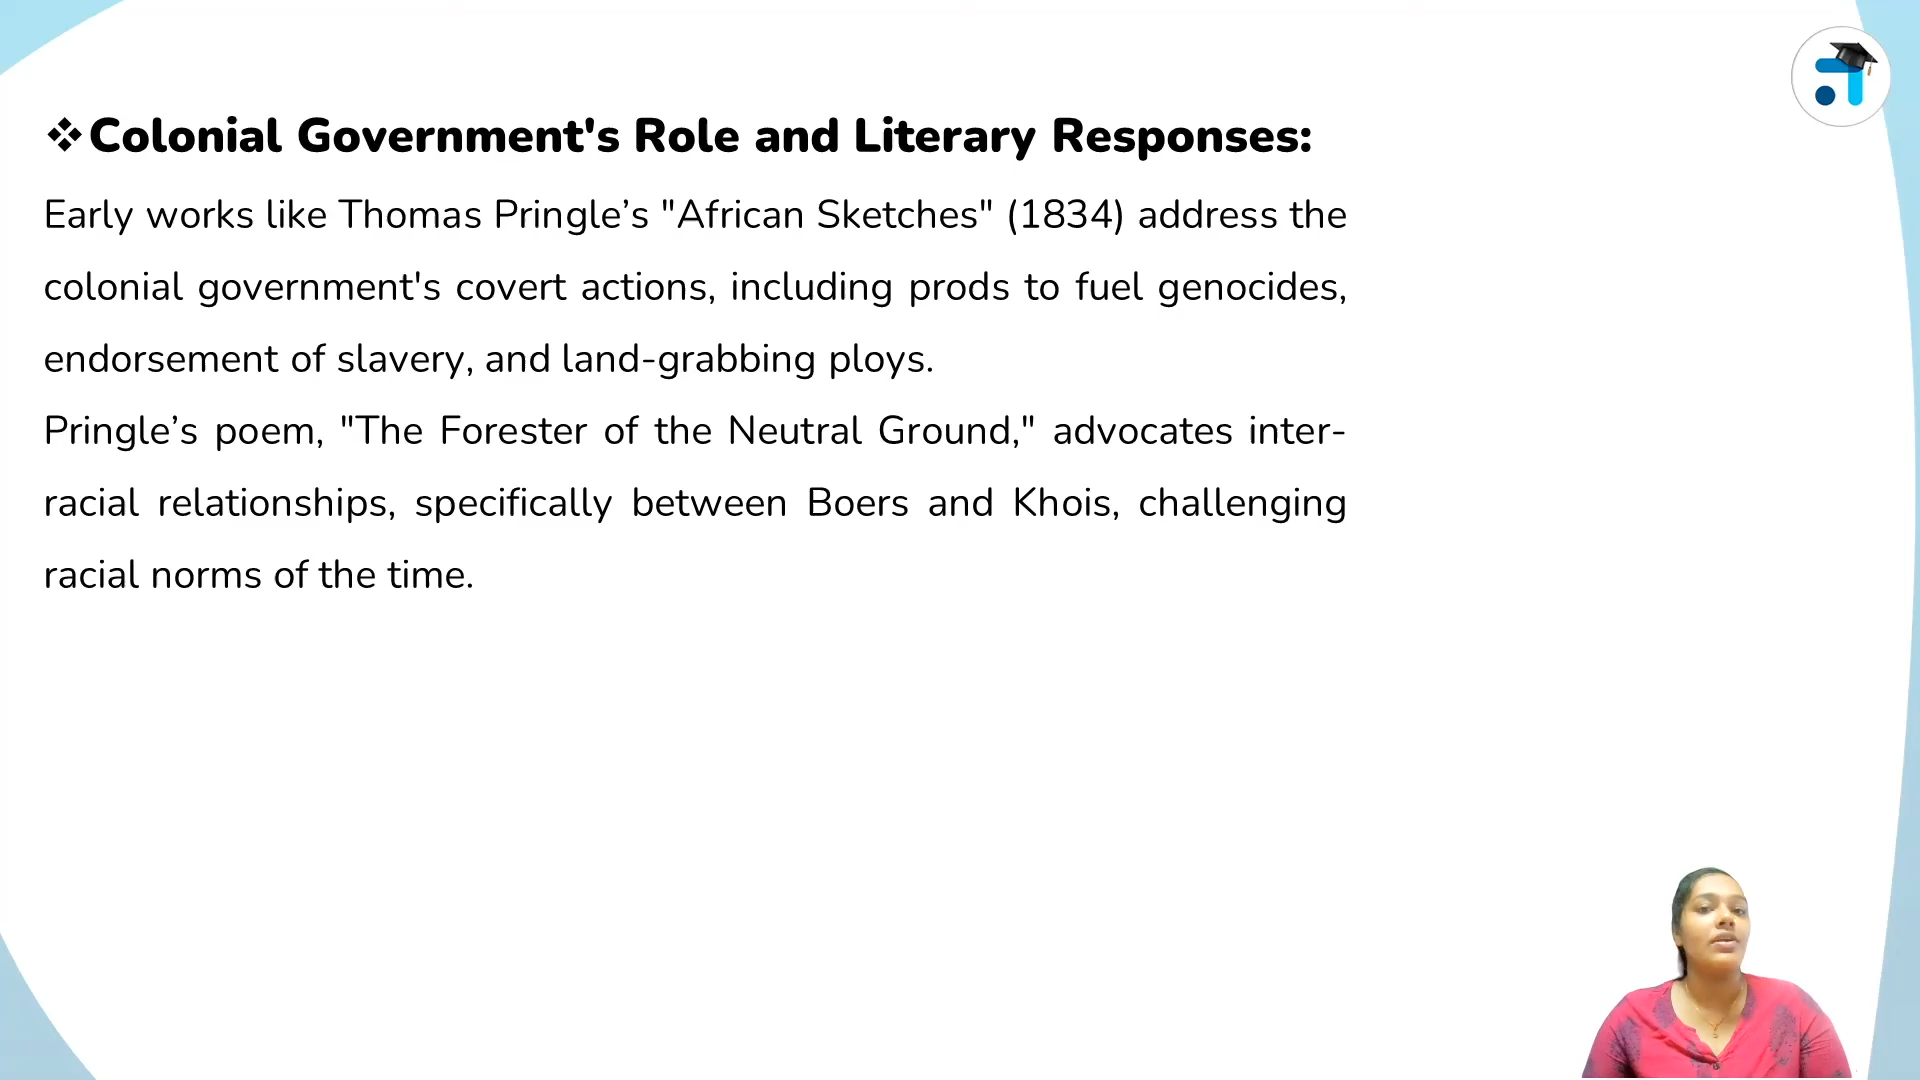 ❖Colonial Government's Role and Literary Responses:
Early works like Thomas Pringle’s "African Sketches" (1834) address the
colonial government's covert actions, including prods to fuel genocides,
endorsement of slavery, and land-grabbing ploys.
Pringle’s poem, "The Forester of the Neutral Ground," advocates inter-
racial relationships, specifically between Boers and Khois, challenging
racial norms of the time.